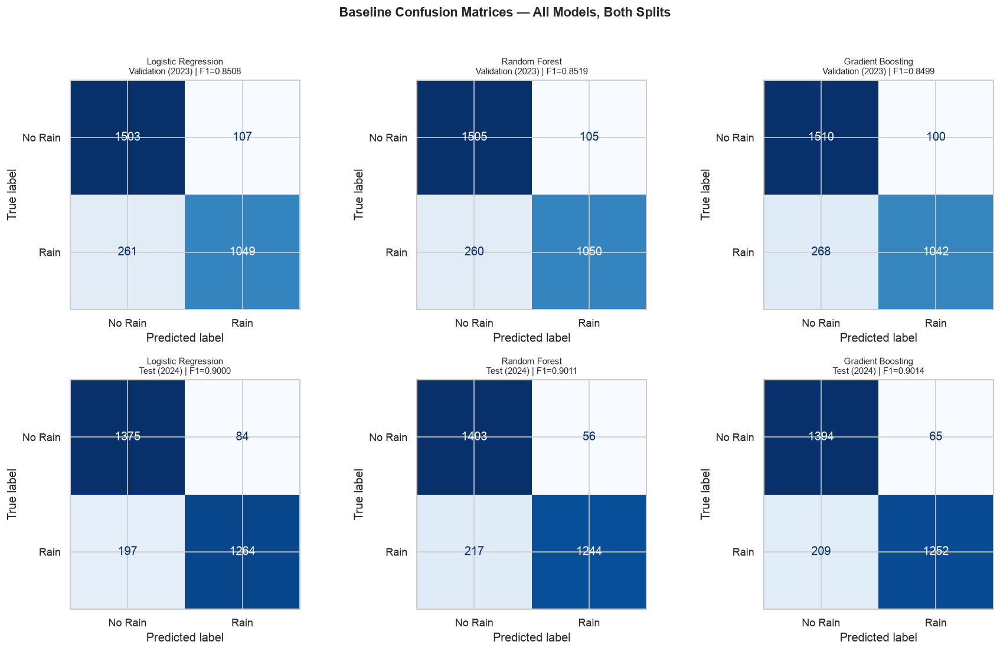 Baseline Confusion Matrices — All Models, Both Splits
Logistic Regression
Validation (2023) | F1=0.8508
No Rain
1503
107
Rain
261
1049
True label
No Rain
Rain
Predicted label
Random Forest
Validation (2023) | F1=0.8519
No Rain
1505
105
Rain
260
1050
True label
No Rain
Rain
Predicted label
Gradient Boosting
Validation (2023) | F1=0.8499
No Rain
1510
100
Rain
268
1042
True label
No Rain
Rain
Predicted label
Logistic Regression
Test (2024) | F1=0.9000
No Rain
1375
84
Rain
197
1264
True label
No Rain
Rain
Predicted label
Random Forest
Test (2024) | F1=0.9011
No Rain
1403
56
Rain
217
1244
True label
No Rain
Rain
Predicted label
Gradient Boosting
Test (2024) | F1=0.9014
No Rain
1394
65
Rain
209
1252
True label
No Rain
Rain
Predicted label